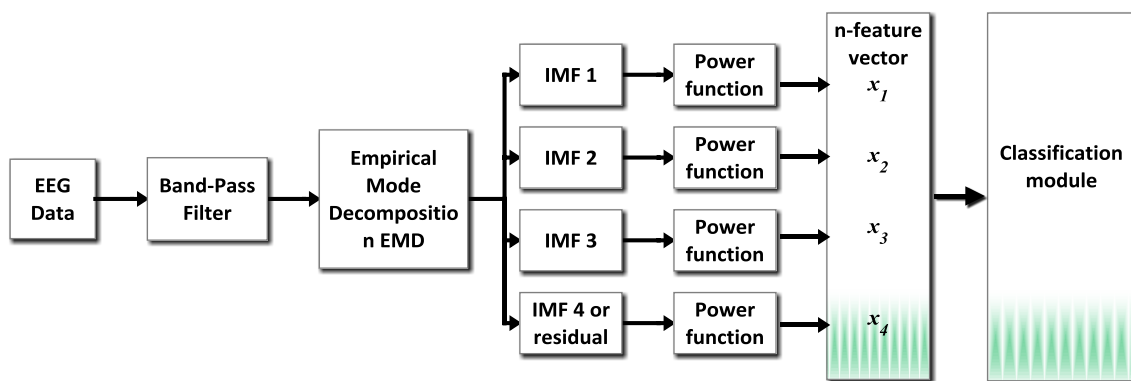 EEG
Data
Band-Pass
Filter
Empirical
Mode
Decompositio
n EMD
IMF 1
IMF 2
IMF 3
IMF 4 or
residual
Power
function
Power
function
Power
function
Power
function
n-feature
vector
x1
x2
x3
x4
Classification
module